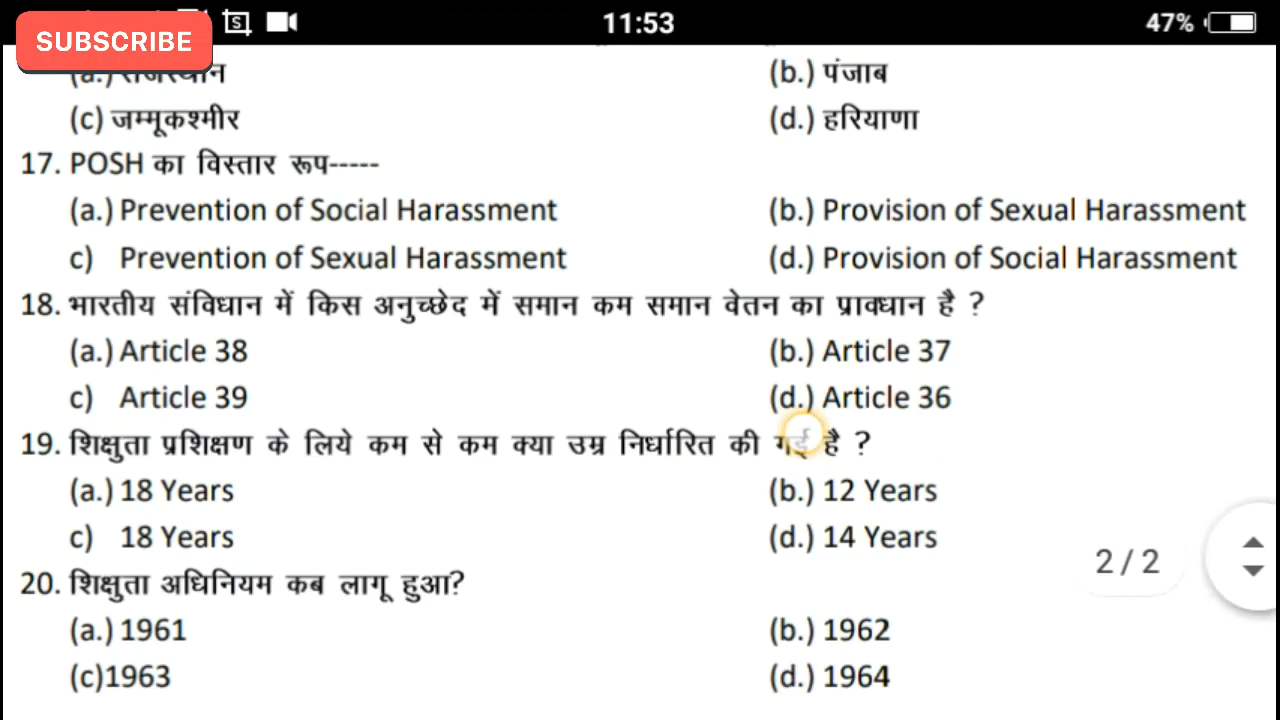 SUBSCRIBE
11:53
47%
(a.) राजस्थान (b.) पंजाब
(c) जम्मूकश्मीर (d.) हरियाणा
17. POSH का विस्तार रूप-----
(a.) Prevention of Social Harassment (b.) Provision of Sexual Harassment
c) Prevention of Sexual Harassment (d.) Provision of Social Harassment
18. भारतीय संविधान में किस अनुच्छेद में समान कम समान वेतन का प्रावधान है ?
(a.) Article 38 (b.) Article 37
c) Article 39 (d.) Article 36
19. शिक्षुता प्रशिक्षण के लिये कम से कम क्या उम्र निर्धारित की गई है ?
(a.) 18 Years (b.) 12 Years
c) 18 Years (d.) 14 Years
2 / 2
20. शिक्षुता अधिनियम कब लागू हुआ?
(a.) 1961 (b.) 1962
(c)1963 (d.) 1964